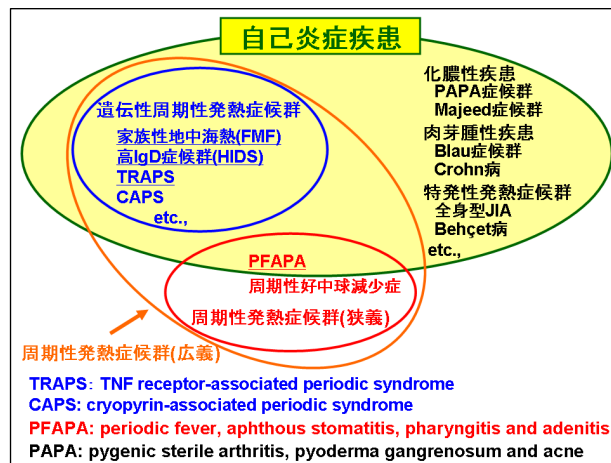 自己炎症疾患
遺伝性周期性発熱症候群
家族性地中海熱(FMF)
高IgD症候群(HIDS)
TRAPS
CAPS
etc.,
化膿性疾患
PAPA症候群
Majeed症候群
肉芽腫性疾患
Blau症候群
Crohn病
特発性発熱症候群
全身型JIA
Behçet病
etc.,
PFAPA
周期性好中球減少症
周期性発熱症候群(狭義)
周期性発熱症候群(広義)
TRAPS: TNF receptor-associated periodic syndrome
CAPS: cryopyrin-associated periodic syndrome
PFAPA: periodic fever, aphthous stomatitis, pharyngitis and adenitis
PAPA: pygenic sterile arthritis, pyoderma gangrenosum and acne